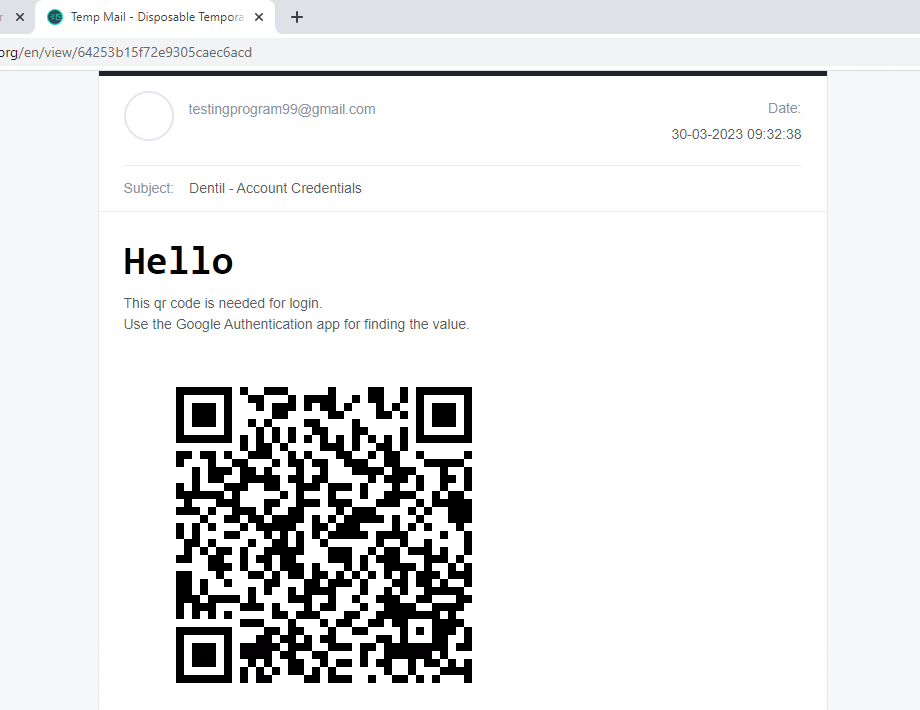 Temp Mail - Disposable Tempora
org/en/view/64253b15f72e9305caec6acd
testingprogram99@gmail.com
Date:
30-03-2023 09:32:38
Subject: Dentil - Account Credentials
Hello
This qr code is needed for login.
Use the Google Authentication app for finding the value.